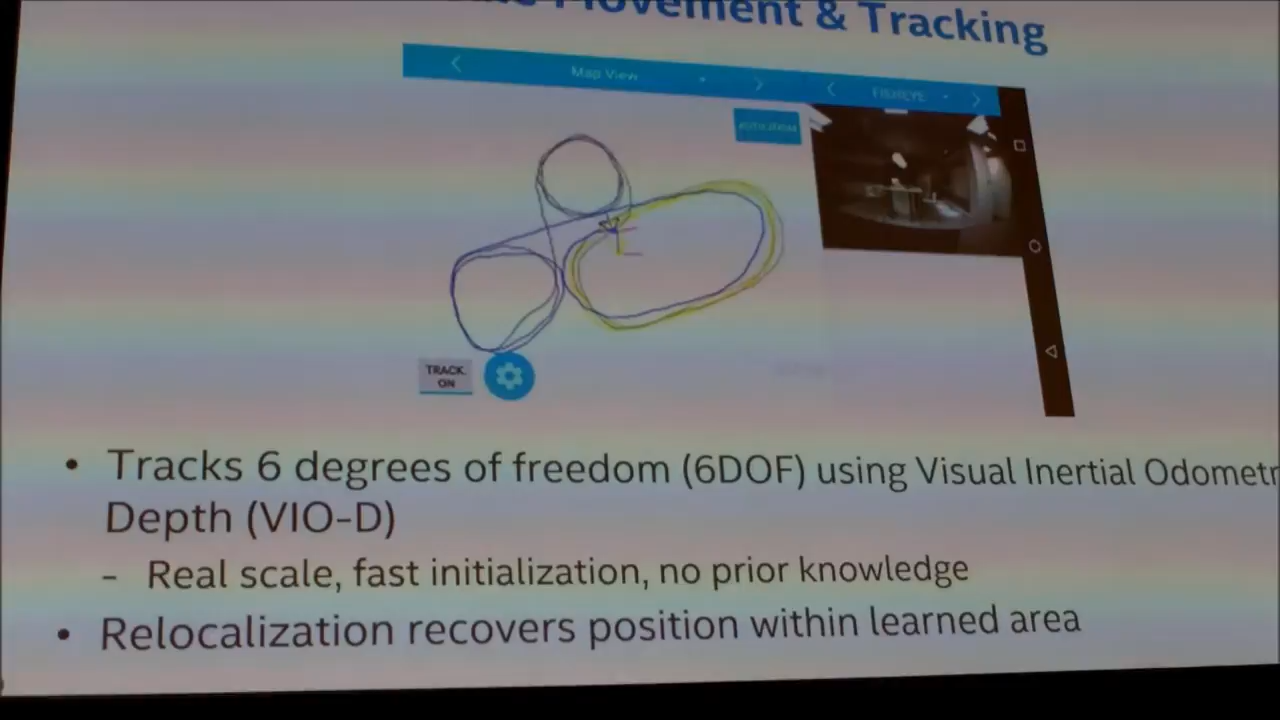 Movement & Tracking
Map View
FISHEYE
TRACK
ON
• Tracks 6 degrees of freedom (6DOF) using Visual Inertial Odometr
Depth (VIO-D)
- Real scale, fast initialization, no prior knowledge
• Relocalization recovers position within learned area